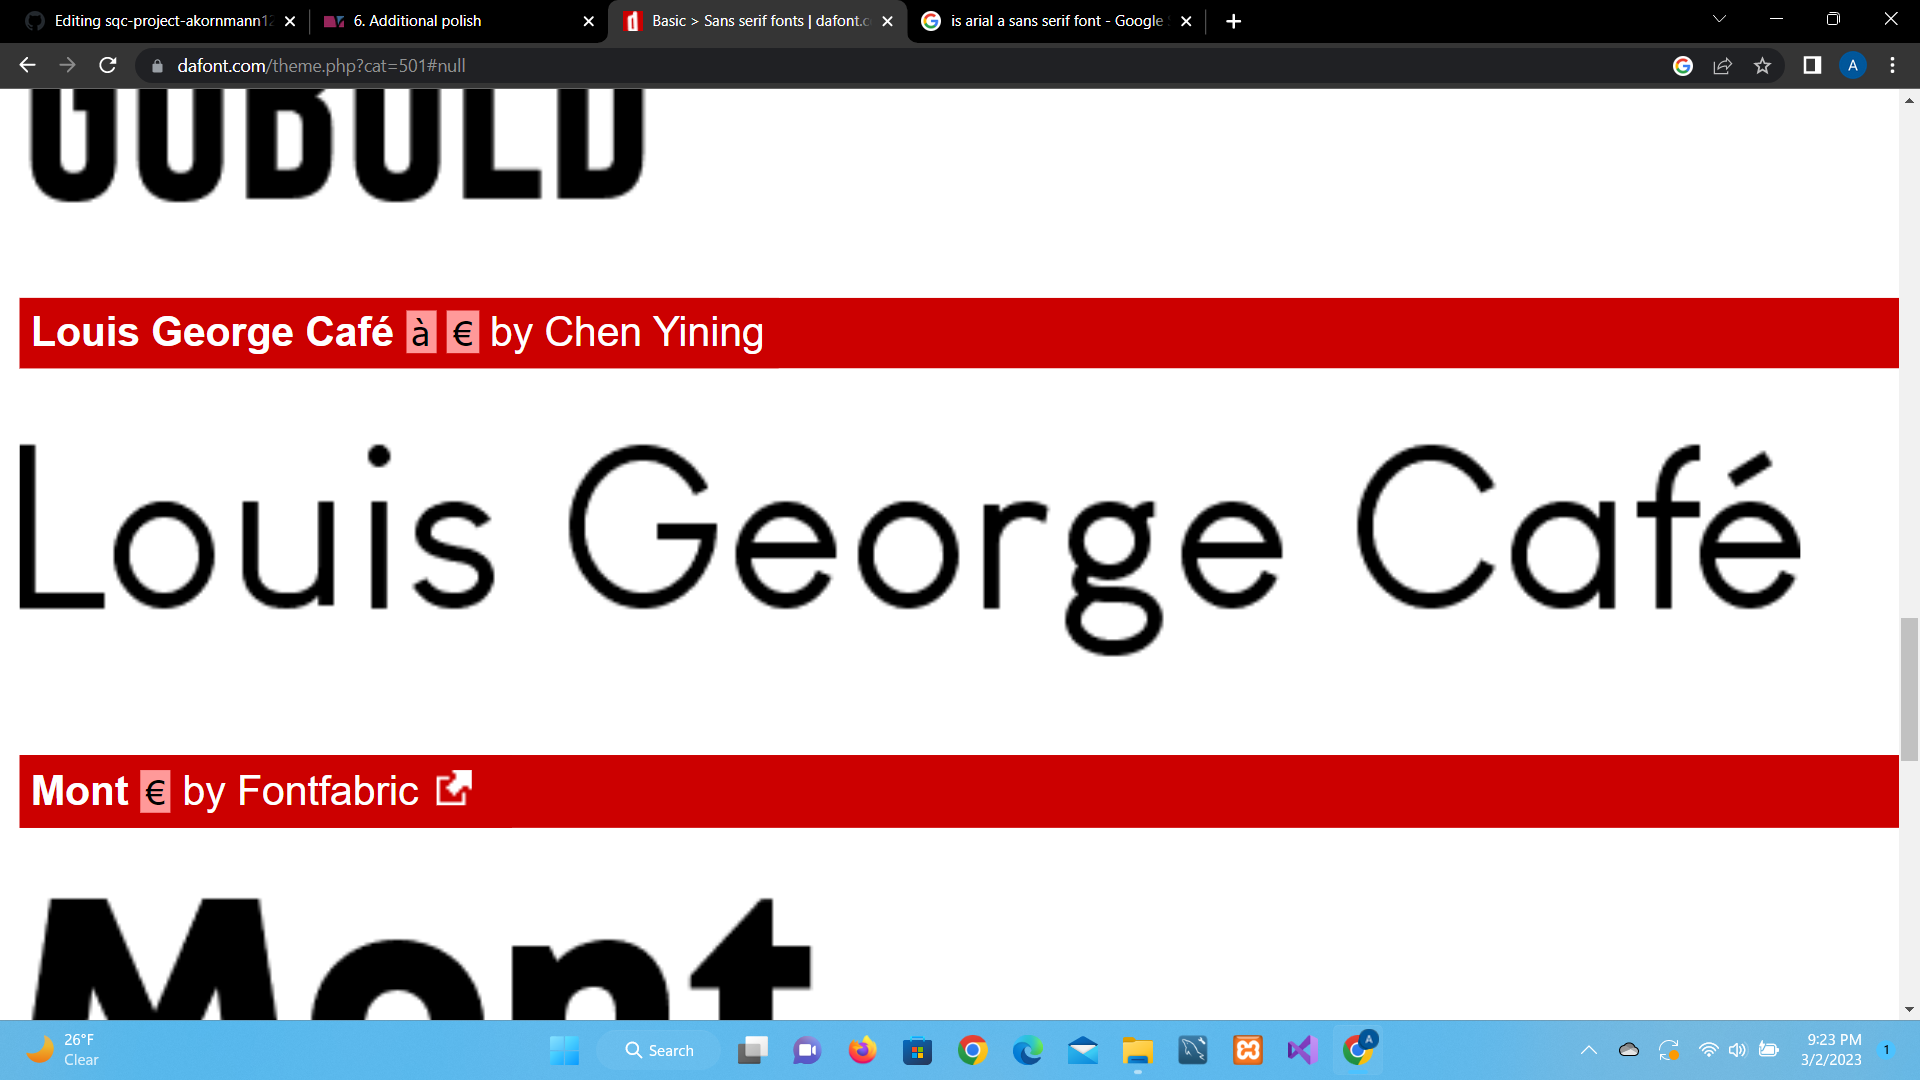 Editing sqc-project-akornmann12
6. Additional polish
Basic > Sans serif fonts | dafont.c
is arial a sans serif font - Google
dafont.com/theme.php?cat=501#null
A
GOBOLD
Louis George Café à € by Chen Yining
Louis George Café
Mont € by Fontfabric
Mont
26°F
Clear
Search
A
9:23 PM
3/2/2023
1